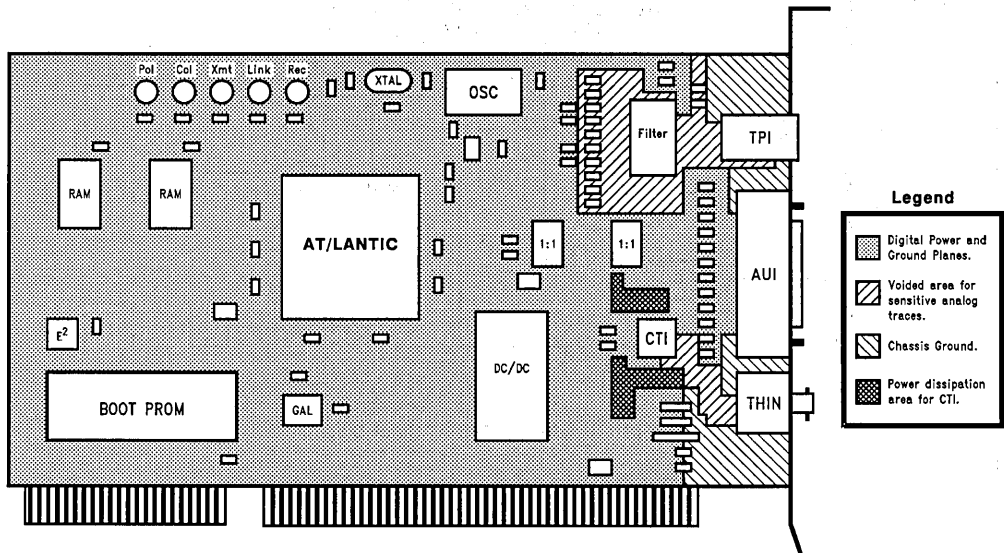 Pol Col Xmt Link Rec
XTAL
OSC
Filter
TPI
RAM
RAM
AT/LANTIC
1:1
1:1
AUI
E²
CTI
DC/DC
BOOT PROM
GAL
THIN
Legend
Digital Power and
Ground Planes.
Voided area for
sensitive analog
traces.
Chassis Ground.
Power dissipation
area for CTI.